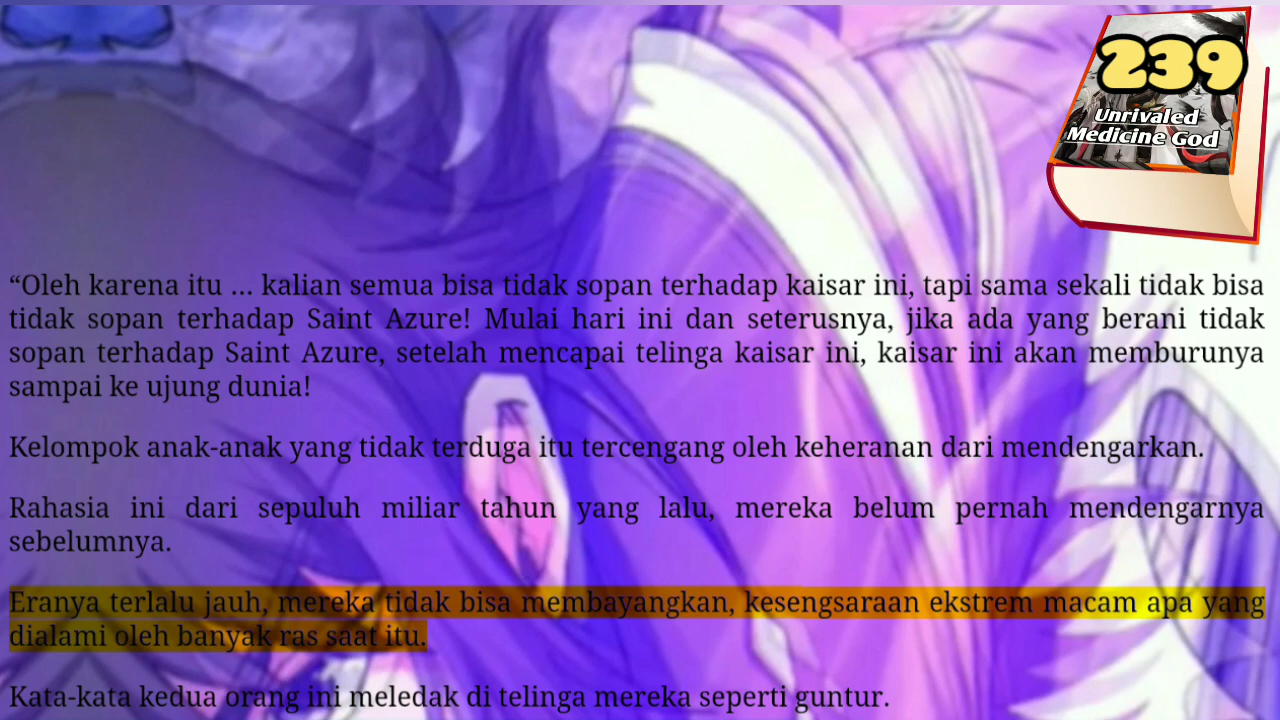 239
Unrivaled
Medicine God
“Oleh karena itu ... kalian semua bisa tidak sopan terhadap kaisar ini, tapi sama sekali tidak bisa
tidak sopan terhadap Saint Azure! Mulai hari ini dan seterusnya, jika ada yang berani tidak
sopan terhadap Saint Azure, setelah mencapai telinga kaisar ini, kaisar ini akan memburunya
sampai ke ujung dunia!
Kelompok anak-anak yang tidak terduga itu tercengang oleh keheranan dari mendengarkan.
Rahasia ini dari sepuluh miliar tahun yang lalu, mereka belum pernah mendengarnya
sebelumnya.
Eranya terlalu jauh, mereka tidak bisa membayangkan, kesengsaraan ekstrem macam apa yang
dialami oleh banyak ras saat itu.
Kata-kata kedua orang ini meledak di telinga mereka seperti guntur.